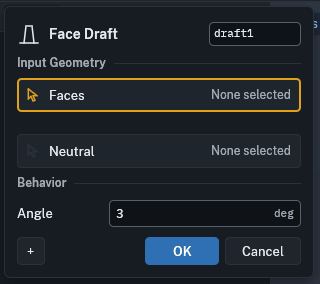 Face Draft draft1
Input Geometry
Faces None selected
Neutral None selected
Behavior
Angle 3 deg
+ OK Cancel